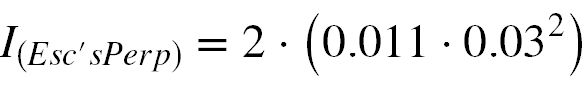 I(Esc'sPerp) = 2 · (0.011 · 0.03²)